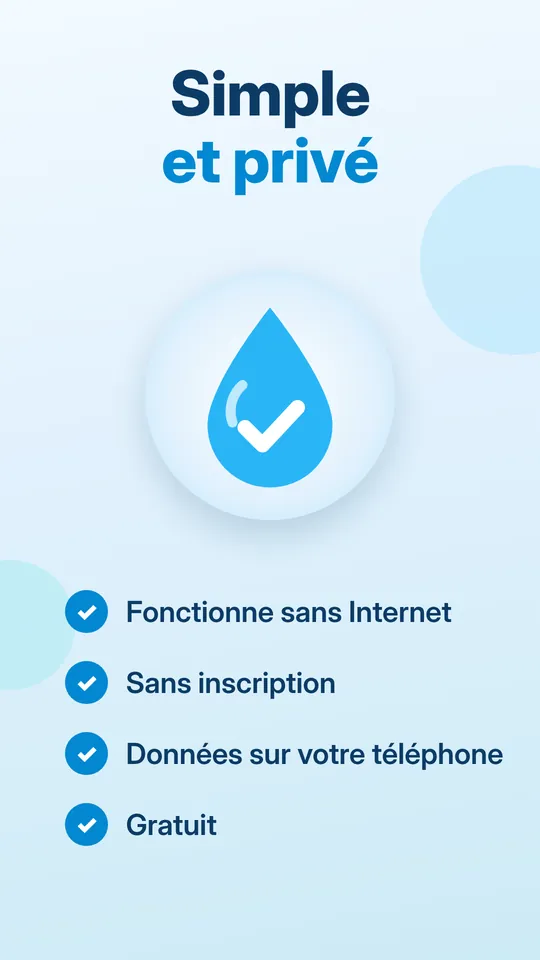 Simple
et privé
Fonctionne sans Internet
Sans inscription
Données sur votre téléphone
Gratuit